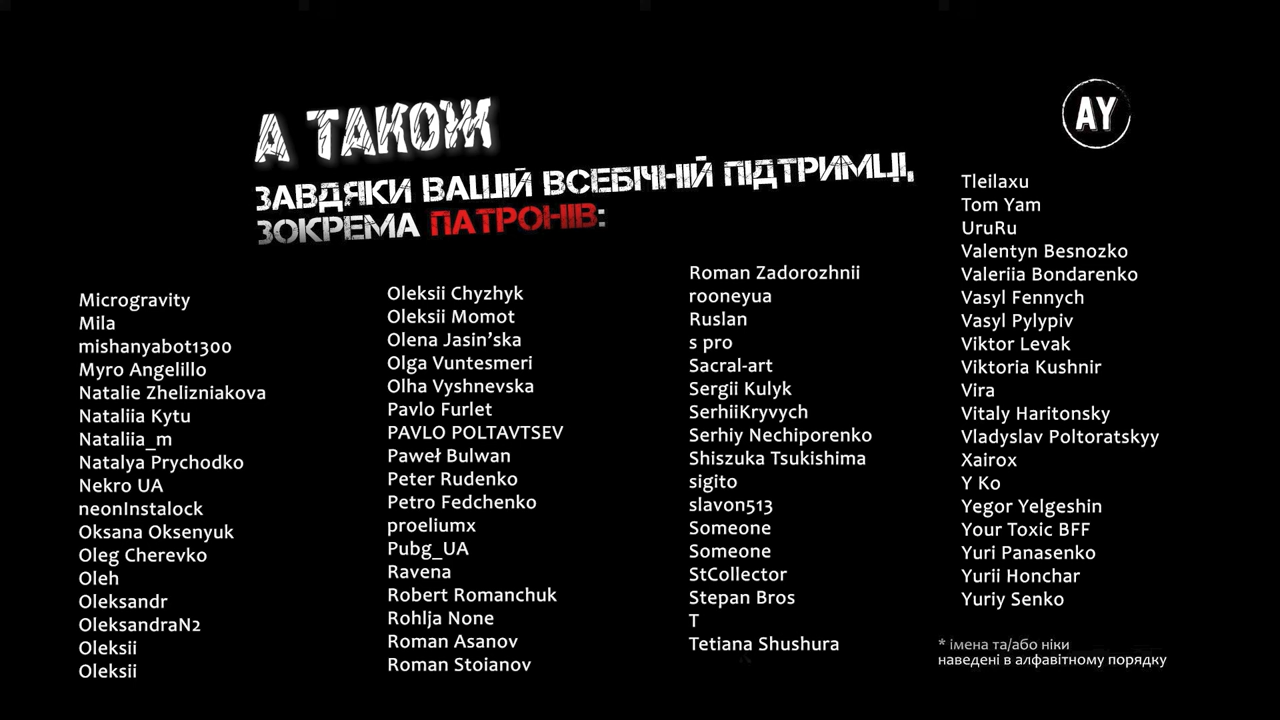 А ТАКОЖ
ЗАВДЯКИ ВАШІЙ ВСЕБІЧНІЙ ПІДТРИМЦІ,
ЗОКРЕМА ПАТРОНІВ:
AY
Microgravity
Mila
mishanyabot1300
Myro Angelillo
Natalie Zhelizniakova
Nataliia Kytu
Nataliia_m
Natalya Prychodko
Nekro UA
neonInstalock
Oksana Oksenyuk
Oleg Cherevko
Oleh
Oleksandr
OleksandraN2
Oleksii
Oleksii
Oleksii Chyzhyk
Oleksii Momot
Olena Jasin’ska
Olga Vuntesmeri
Olha Vyshnevska
Pavlo Furlet
PAVLO POLTAVTSEV
Paweł Bulwan
Peter Rudenko
Petro Fedchenko
proeliumx
Pubg_UA
Ravena
Robert Romanchuk
Rohlja None
Roman Asanov
Roman Stoianov
Roman Zadorozhnii
rooneyua
Ruslan
s pro
Sacral-art
Sergii Kulyk
SerhiiKryvych
Serhiy Nechiporenko
Shiszuka Tsukishima
sigito
slavon513
Someone
Someone
StCollector
Stepan Bros
T
Tetiana Shushura
Tleilaxu
Tom Yam
UruRu
Valentyn Besnozko
Valeriia Bondarenko
Vasyl Fennych
Vasyl Pylypiv
Viktor Levak
Viktoria Kushnir
Vira
Vitaly Haritonsky
Vladyslav Poltoratskyy
Xairox
Y Ko
Yegor Yelgeshin
Your Toxic BFF
Yuri Panasenko
Yurii Honchar
Yuriy Senko
* імена та/або ніки
наведені в алфавітному порядку